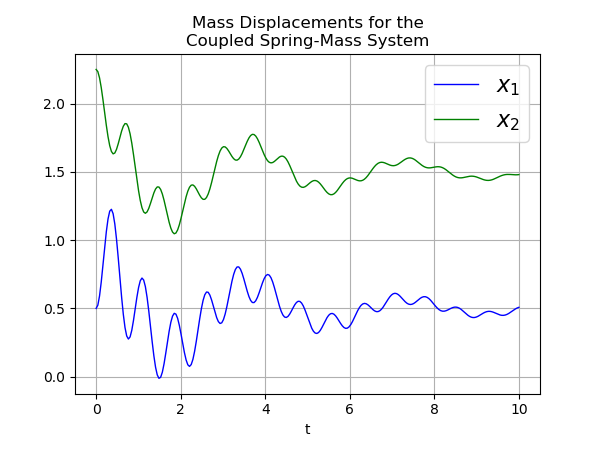 Mass Displacements for the
Coupled Spring-Mass System
x₁
x₂
2.0
1.5
1.0
0.5
0.0
0 2 4 6 8 10
t